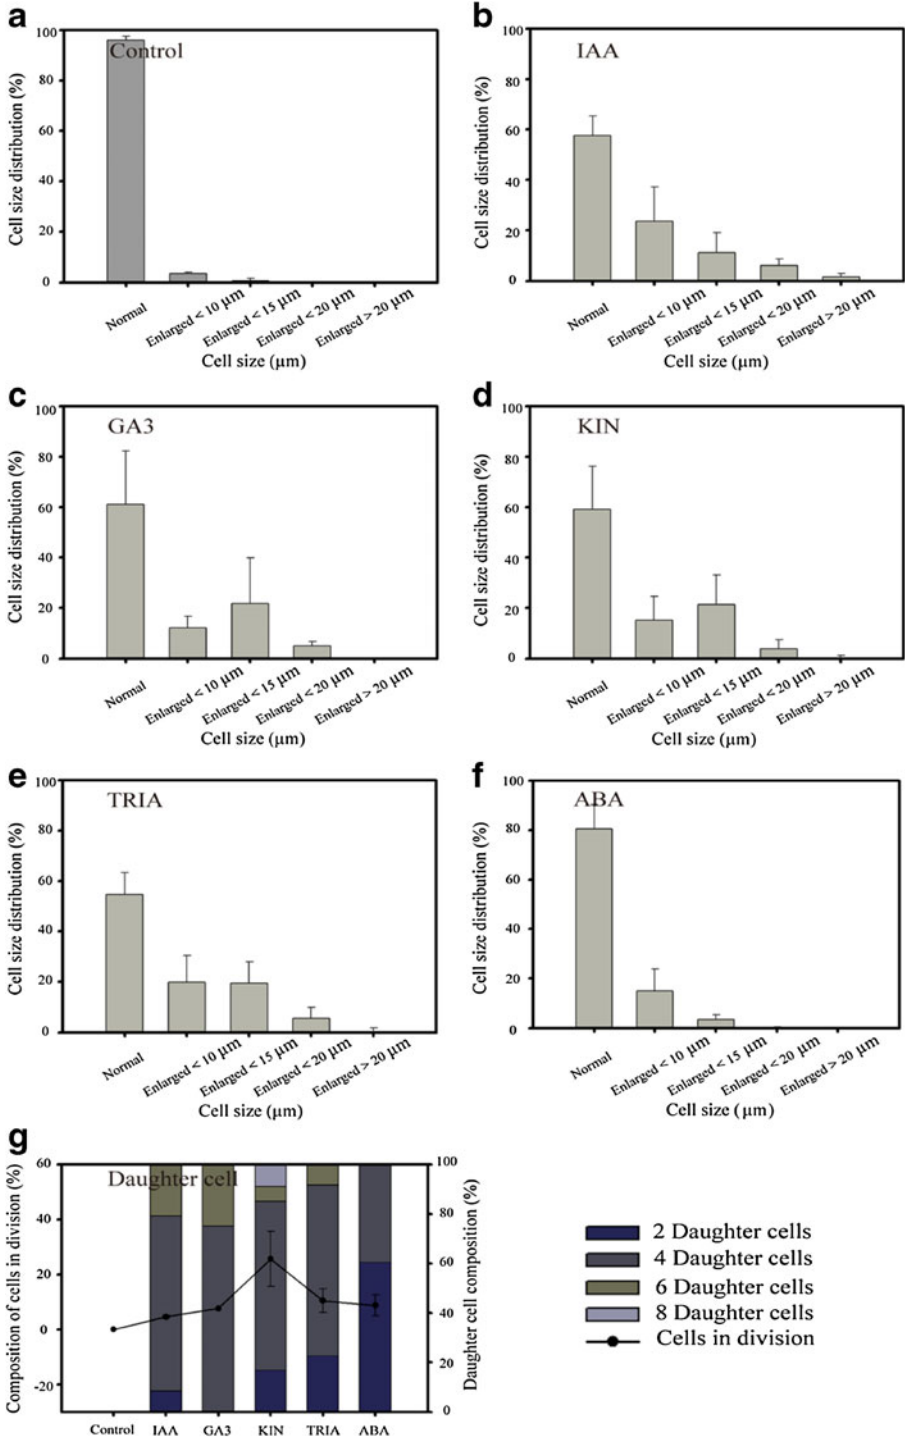 a
Control
Cell size distribution (%)
100
80
60
40
20
0
Normal
Enlarged < 10 μm
Enlarged < 15 μm
Enlarged < 20 μm
Enlarged > 20 μm
Cell size (μm)
b
IAA
Cell size distribution (%)
100
80
60
40
20
0
Normal
Enlarged < 10 μm
Enlarged < 15 μm
Enlarged < 20 μm
Enlarged > 20 μm
Cell size (μm)
c
GA3
Cell size distribution (%)
100
80
60
40
20
0
Normal
Enlarged < 10 μm
Enlarged < 15 μm
Enlarged < 20 μm
Enlarged > 20 μm
Cell size (μm)
d
KIN
Cell size distribution (%)
100
80
60
40
20
0
Normal
Enlarged < 10 μm
Enlarged < 15 μm
Enlarged < 20 μm
Enlarged > 20 μm
Cell size (μm)
e
TRIA
Cell size distribution (%)
100
80
60
40
20
0
Normal
Enlarged < 10 μm
Enlarged < 15 μm
Enlarged < 20 μm
Enlarged > 20 μm
Cell size (μm)
f
ABA
Cell size distribution (%)
100
80
60
40
20
0
Normal
Enlarged < 10 μm
Enlarged < 15 μm
Enlarged < 20 μm
Enlarged > 20 μm
Cell size (μm)
g
Daughter cell
Composition of cells in division (%)
60
40
20
0
-20
Daughter cell composition (%)
100
80
60
40
20
0
Control IAA GA3 KIN TRIA ABA
2 Daughter cells
4 Daughter cells
6 Daughter cells
8 Daughter cells
Cells in division